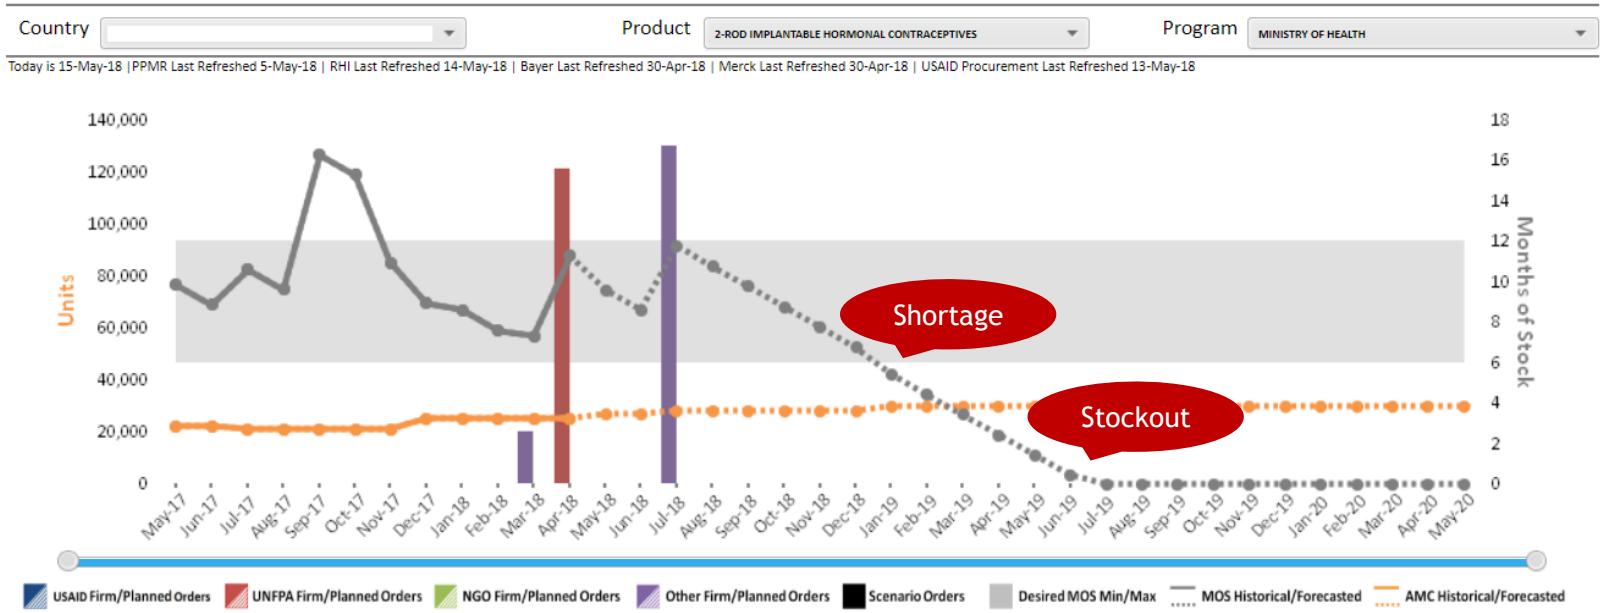 Country Product 2-ROD IMPLANTABLE HORMONAL CONTRACEPTIVES Program MINISTRY OF HEALTH
Today is 15-May-18 |PPMR Last Refreshed 5-May-18 | RHI Last Refreshed 14-May-18 | Bayer Last Refreshed 30-Apr-18 | Merck Last Refreshed 30-Apr-18 | USAID Procurement Last Refreshed 13-May-18
140,000
120,000
100,000
80,000
60,000
40,000
20,000
0
Units
18
16
14
12
10
8
6
4
2
0
Months of Stock
Shortage
Stockout
May-17 Jun-17 Jul-17 Aug-17 Sep-17 Oct-17 Nov-17 Dec-17 Jan-18 Feb-18 Mar-18 Apr-18 May-18 Jun-18 Jul-18 Aug-18 Sep-18 Oct-18 Nov-18 Dec-18 Jan-19 Feb-19 Mar-19 Apr-19 May-19 Jun-19 Jul-19 Aug-19 Sep-19 Oct-19 Nov-19 Dec-19 Jan-20 Feb-20 Mar-20 Apr-20 May-20
USAID Firm/Planned Orders UNFPA Firm/Planned Orders NGO Firm/Planned Orders Other Firm/Planned Orders Scenario Orders Desired MOS Min/Max MOS Historical/Forecasted AMC Historical/Forecasted